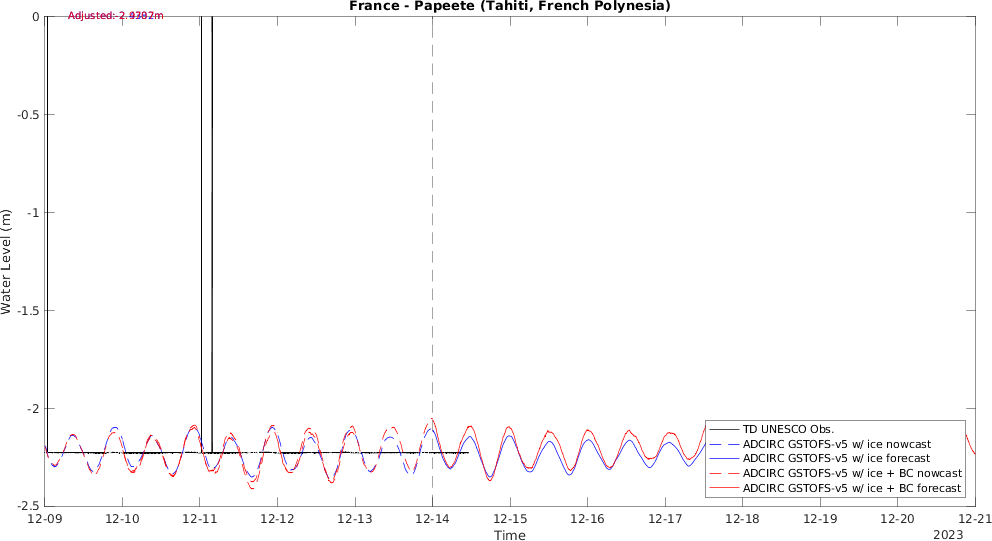 France - Papeete (Tahiti, French Polynesia)
Adjusted:
0
-0.5
-1
-1.5
-2
-2.5
Water Level (m)
12-09 12-10 12-11 12-12 12-13 12-14 12-15 12-16 12-17 12-18 12-19 12-20 12-21
Time
2023
TD UNESCO Obs.
ADCIRC GSTOFS-v5 w/ ice nowcast
ADCIRC GSTOFS-v5 w/ ice forecast
ADCIRC GSTOFS-v5 w/ ice + BC nowcast
ADCIRC GSTOFS-v5 w/ ice + BC forecast